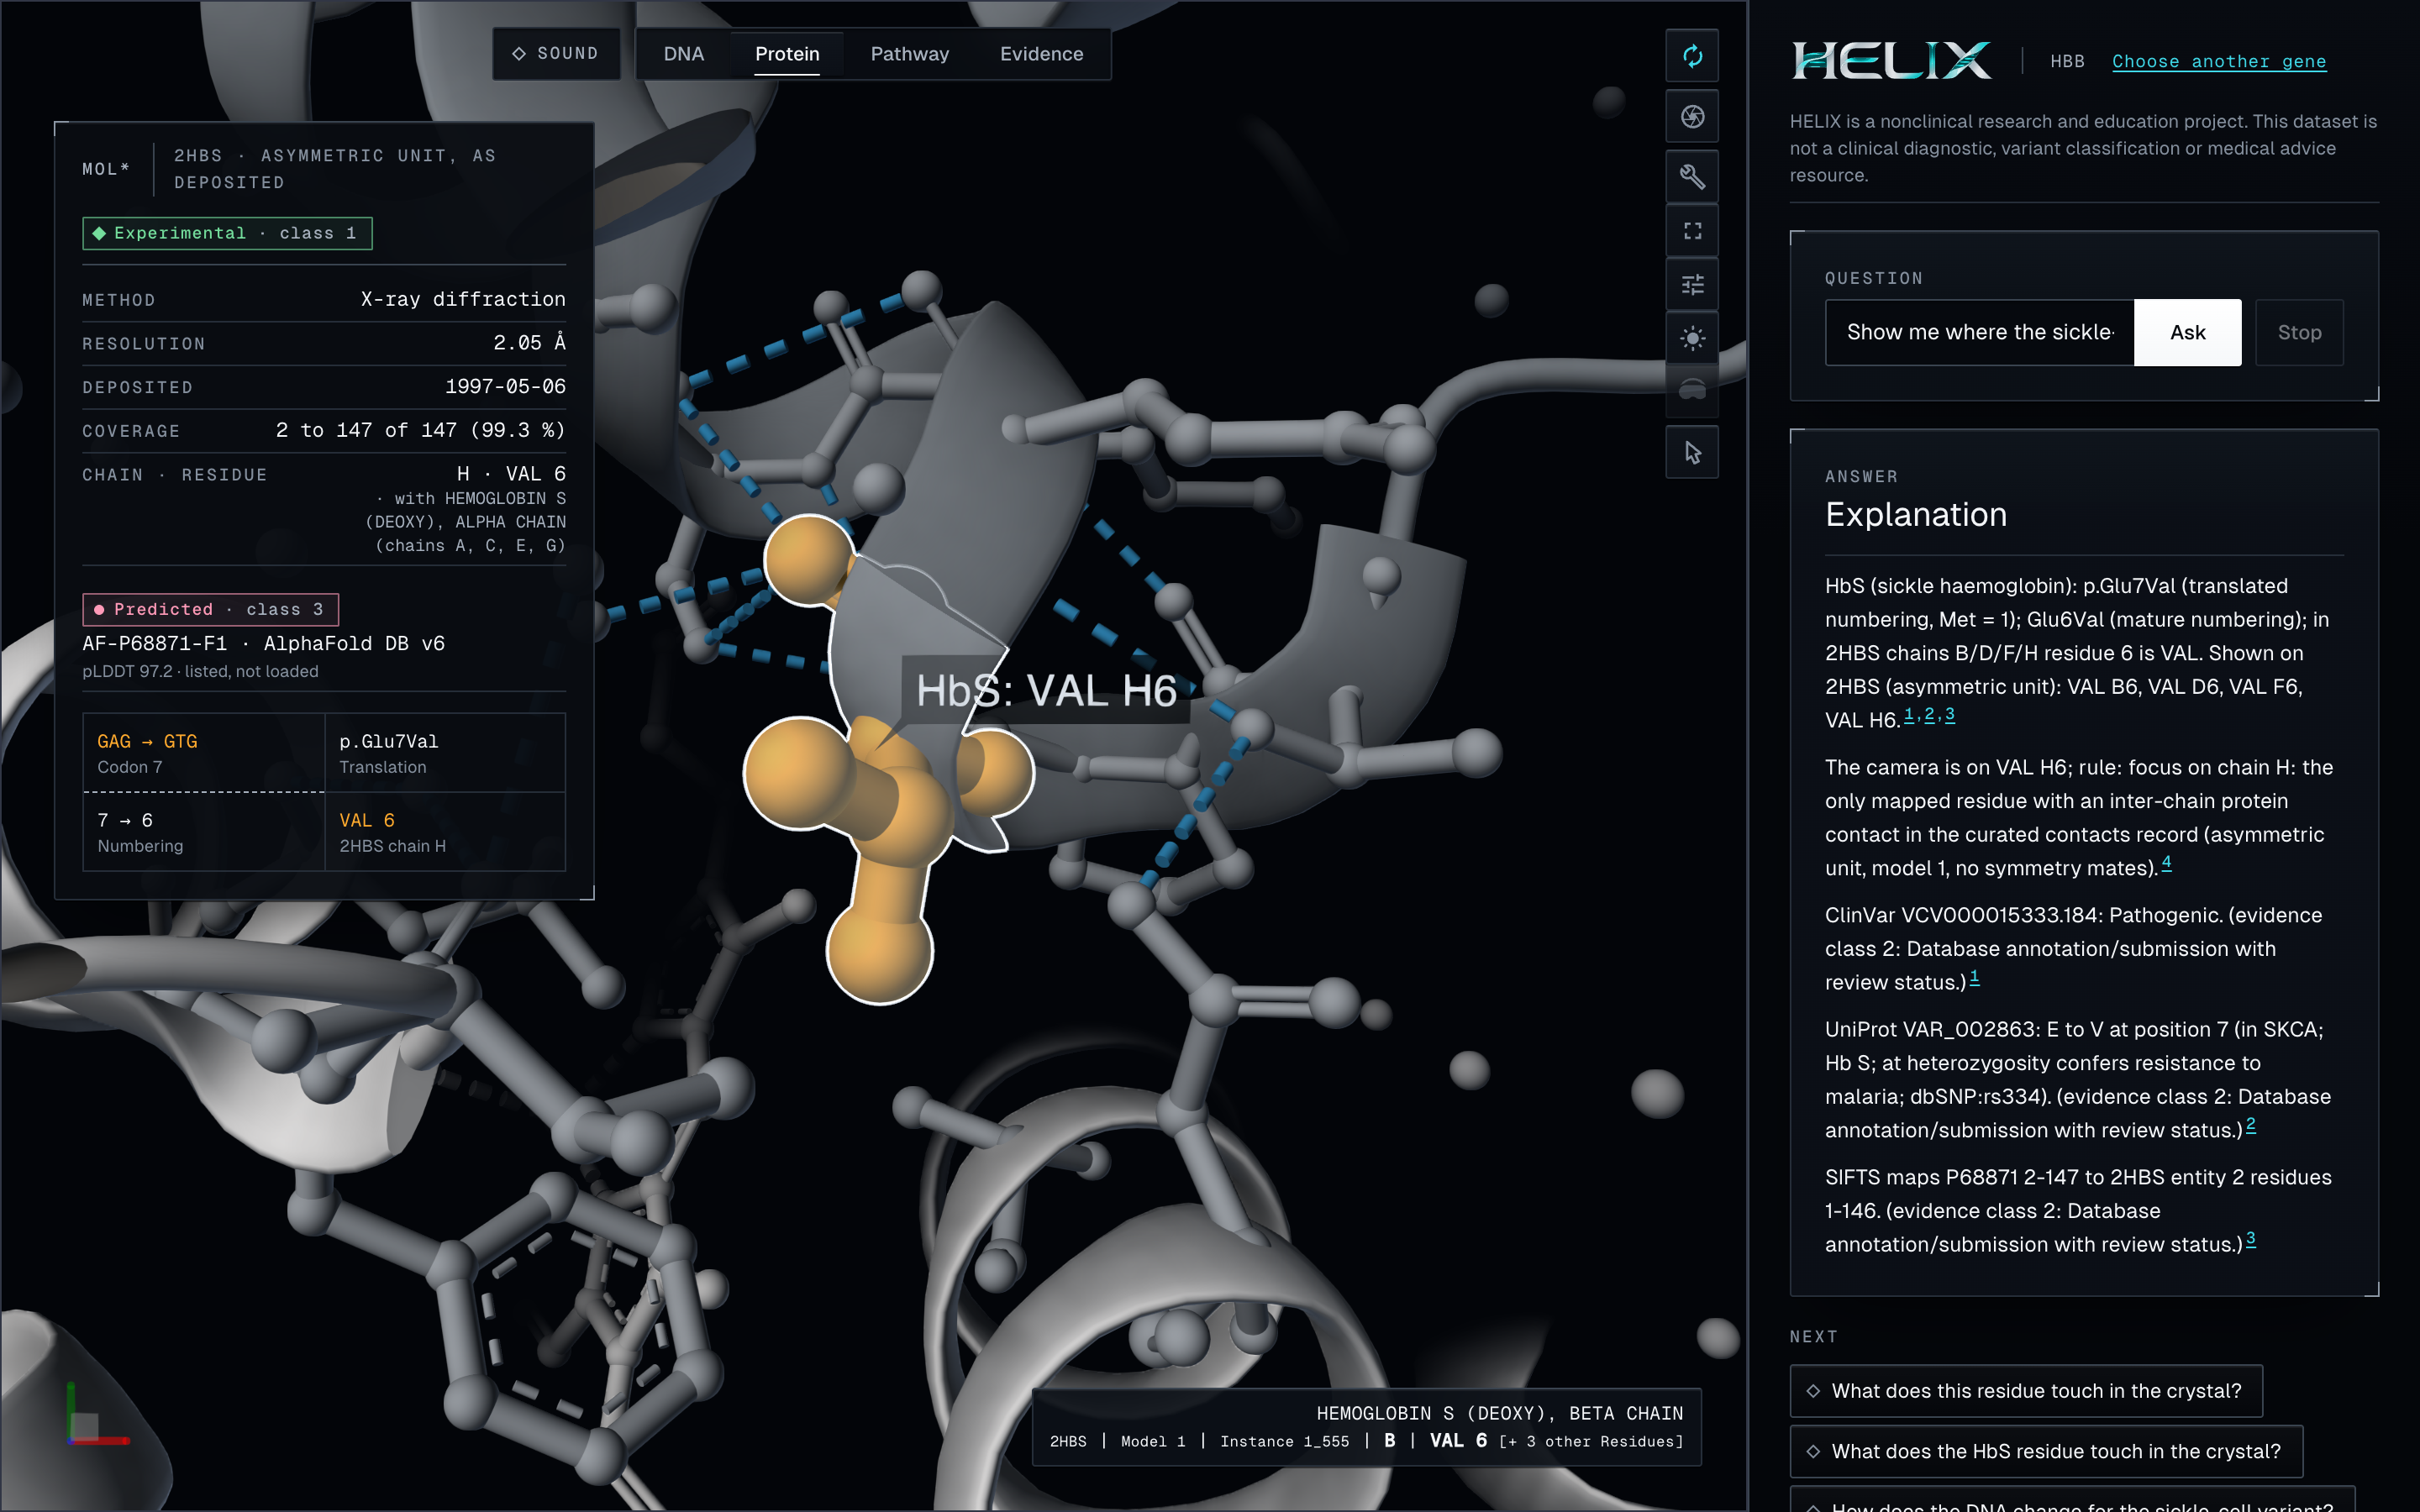 ◇ SOUND
DNA
Protein
Pathway
Evidence
MOL*
2HBS · ASYMMETRIC UNIT, AS
DEPOSITED
Experimental · class 1
METHOD
X-ray diffraction
RESOLUTION
2.05 Å
DEPOSITED
1997-05-06
COVERAGE
2 to 147 of 147 (99.3 %)
CHAIN · RESIDUE
H · VAL 6
· with HEMOGLOBIN S
(DEOXY), ALPHA CHAIN
(chains A, C, E, G)
Predicted · class 3
AF-P68871-F1 · AlphaFold DB v6
pLDDT 97.2 · listed, not loaded
GAG → GTG
Codon 7
p.Glu7Val
Translation
7 → 6
Numbering
VAL 6
2HBS chain H
HbS: VAL H6
HEMOGLOBIN S (DEOXY), BETA CHAIN
2HBS | Model 1 | Instance 1_555 | B | VAL 6 [+ 3 other Residues]
HELIX
HBB
Choose another gene
HELIX is a nonclinical research and education project. This dataset is
not a clinical diagnostic, variant classification or medical advice
resource.
QUESTION
Show me where the sickle-
Ask
Stop
ANSWER
Explanation
HbS (sickle haemoglobin): p.Glu7Val (translated
numbering, Met = 1); Glu6Val (mature numbering); in
2HBS chains B/D/F/H residue 6 is VAL. Shown on
2HBS (asymmetric unit): VAL B6, VAL D6, VAL F6,
VAL H6. 1,2,3
The camera is on VAL H6; rule: focus on chain H: the
only mapped residue with an inter-chain protein
contact in the curated contacts record (asymmetric
unit, model 1, no symmetry mates). 4
ClinVar VCV000015333.184: Pathogenic. (evidence
class 2: Database annotation/submission with
review status.) 1
UniProt VAR_002863: E to V at position 7 (in SKCA;
Hb S; at heterozygosity confers resistance to
malaria; dbSNP:rs334). (evidence class 2: Database
annotation/submission with review status.) 2
SIFTS maps P68871 2-147 to 2HBS entity 2 residues
1-146. (evidence class 2: Database
annotation/submission with review status.) 3
NEXT
◇ What does this residue touch in the crystal?
◇ What does the HbS residue touch in the crystal?
◇ How does the DNA change for the sickle-cell variant?